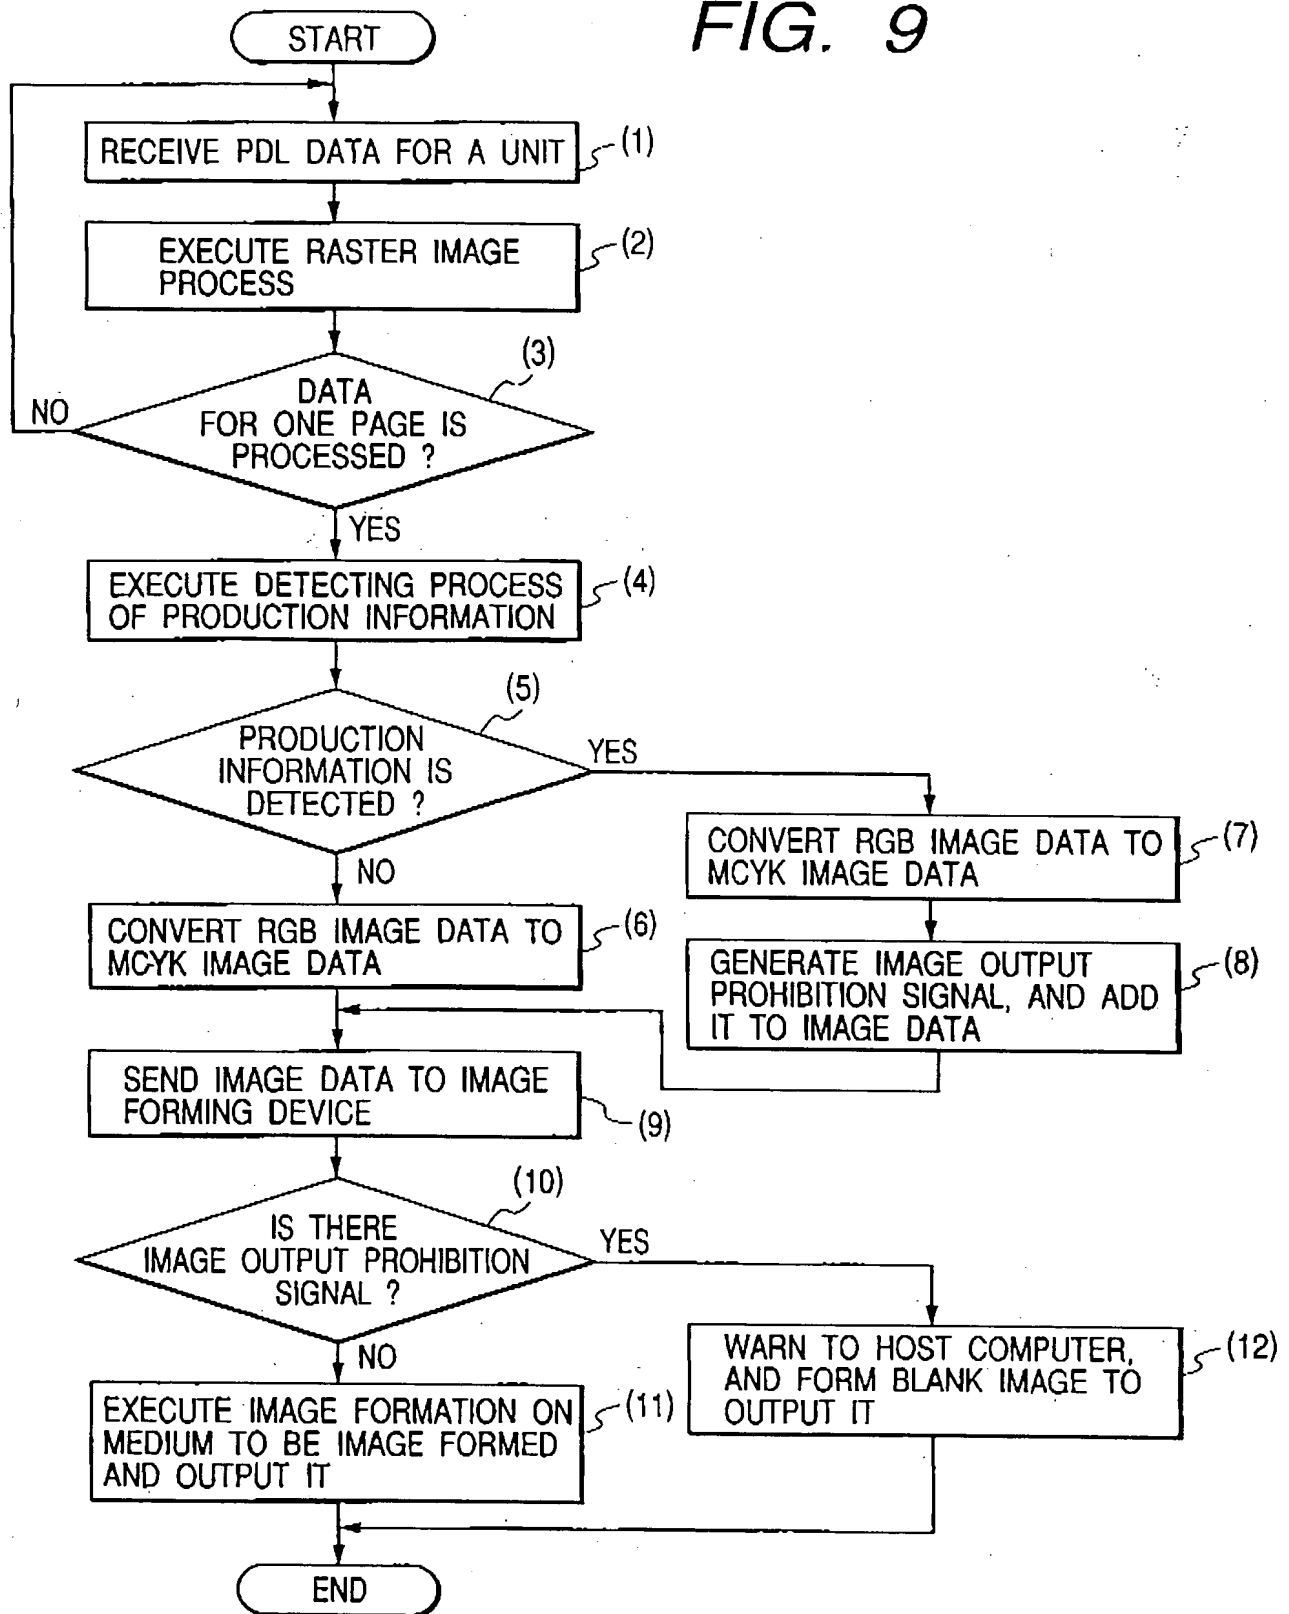 FIG. 9
START
RECEIVE PDL DATA FOR A UNIT
(1)
EXECUTE RASTER IMAGE
PROCESS
(2)
(3)
DATA
FOR ONE PAGE IS
PROCESSED ?
NO
YES
EXECUTE DETECTING PROCESS
OF PRODUCTION INFORMATION
(4)
(5)
PRODUCTION
INFORMATION IS
DETECTED ?
YES
NO
CONVERT RGB IMAGE DATA TO
MCYK IMAGE DATA
(7)
CONVERT RGB IMAGE DATA TO
MCYK IMAGE DATA
(6)
GENERATE IMAGE OUTPUT
PROHIBITION SIGNAL, AND ADD
IT TO IMAGE DATA
(8)
SEND IMAGE DATA TO IMAGE
FORMING DEVICE
(9)
(10)
IS THERE
IMAGE OUTPUT PROHIBITION
SIGNAL ?
YES
NO
WARN TO HOST COMPUTER,
AND FORM BLANK IMAGE TO
OUTPUT IT
(12)
EXECUTE IMAGE FORMATION ON
MEDIUM TO BE IMAGE FORMED
AND OUTPUT IT
(11)
END